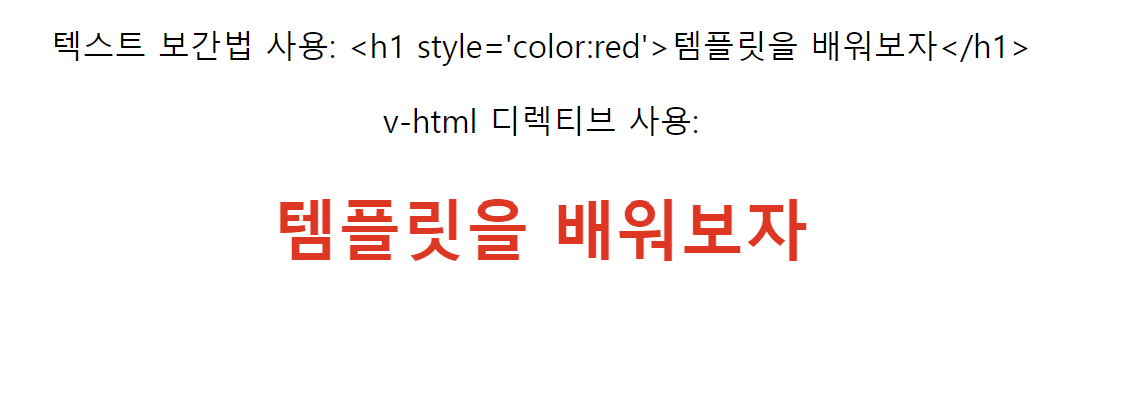 텍스트 보간법 사용: <h1 style='color:red'>템플릿을 배워보자</h1>
v-html 디렉티브 사용:
템플릿을 배워보자